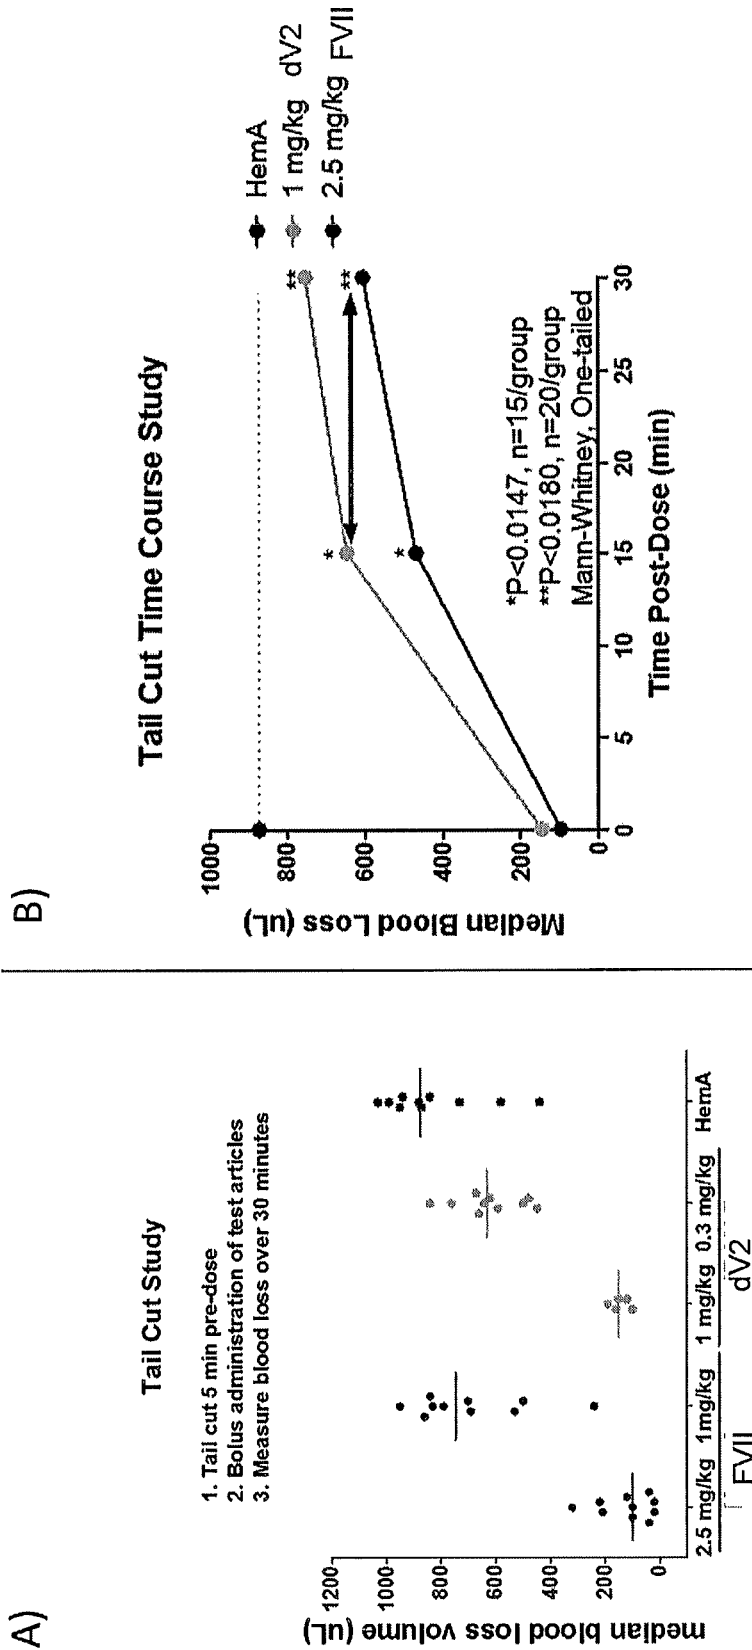 A)
Tail Cut Study
1. Tail cut 5 min pre-dose
2. Bolus administration of test articles
3. Measure blood loss over 30 minutes
median blood loss volume (uL)
1200
1000
800
600
400
200
0
2.5 mg/kg 1mg/kg 1 mg/kg 0.3 mg/kg HemA
FVII dV2
B)
Tail Cut Time Course Study
Median Blood Loss (uL)
1000
800
600
400
200
0
* * ** **
HemA
1 mg/kg dV2
2.5 mg/kg FVII
*P<0.0147, n=15/group
**P<0.0180, n=20/group
Mann-Whitney, One-tailed
0 5 10 15 20 25 30
Time Post-Dose (min)